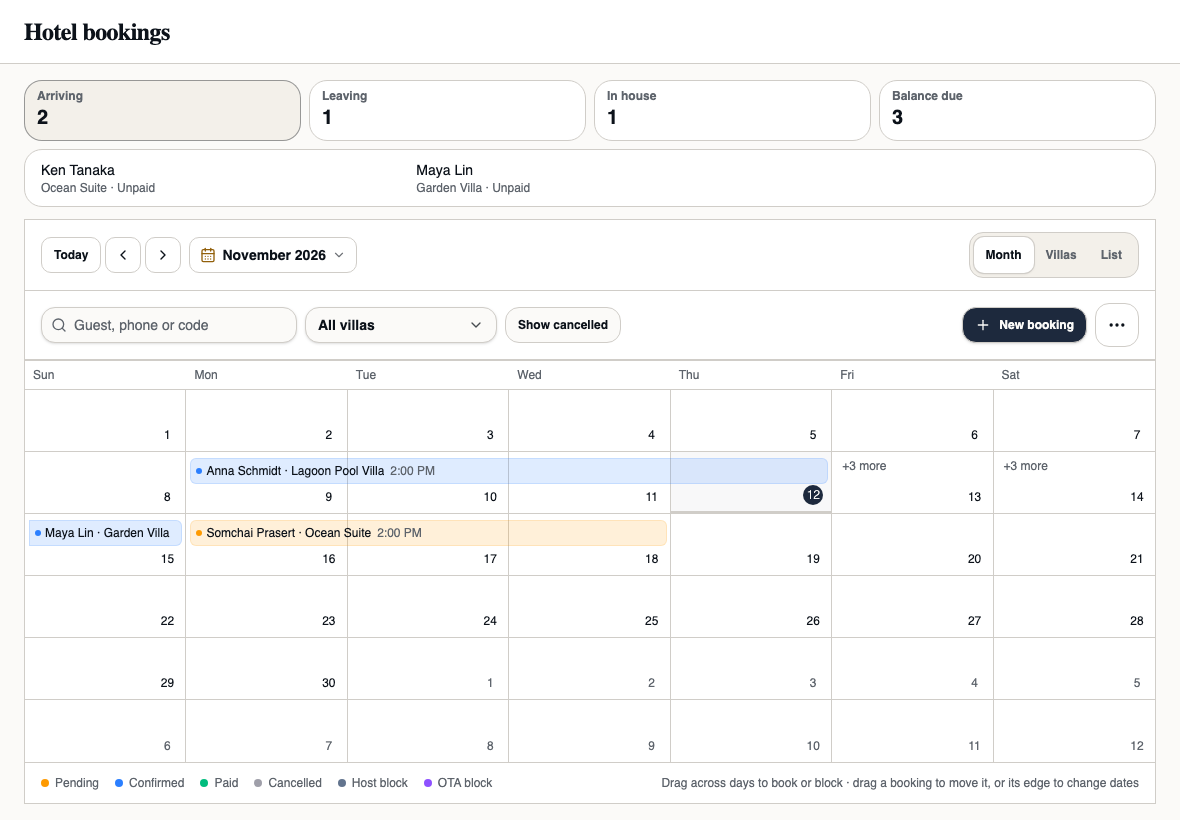 Hotel bookings
Arriving
2
Leaving
1
In house
1
Balance due
3
Ken Tanaka
Ocean Suite · Unpaid
Maya Lin
Garden Villa · Unpaid
Today
November 2026
Month
Villas
List
Guest, phone or code
All villas
Show cancelled
+ New booking
...
Sun Mon Tue Wed Thu Fri Sat
1 2 3 4 5 6 7
Anna Schmidt · Lagoon Pool Villa 2:00 PM
+3 more
+3 more
8 9 10 11 12 13 14
Maya Lin · Garden Villa
Somchai Prasert · Ocean Suite 2:00 PM
15 16 17 18 19 20 21
22 23 24 25 26 27 28
29 30 1 2 3 4 5
6 7 8 9 10 11 12
Pending Confirmed Paid Cancelled Host block OTA block
Drag across days to book or block · drag a booking to move it, or its edge to change dates